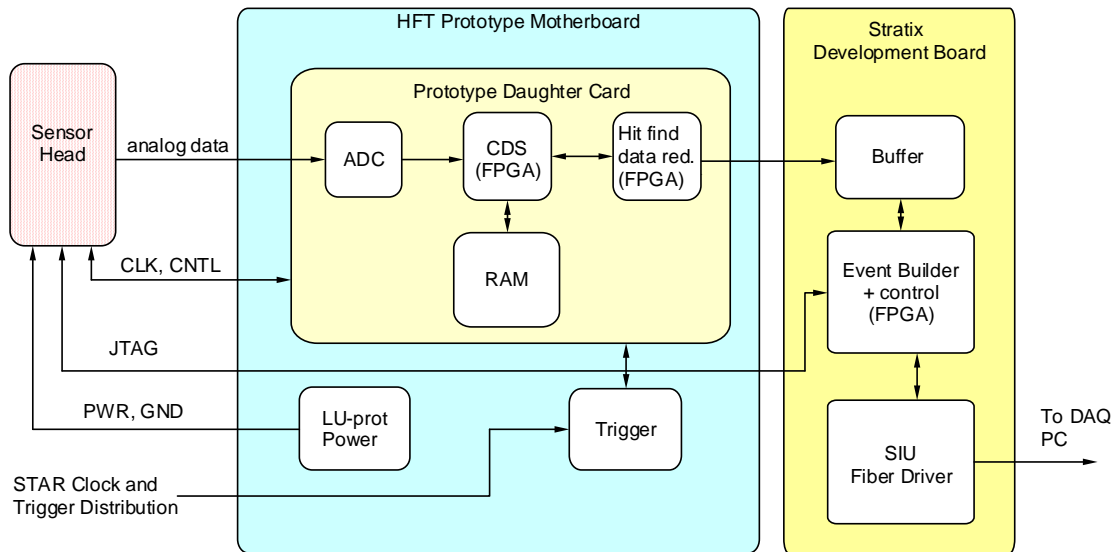 HFT Prototype Motherboard
Stratix
Development Board
Prototype Daughter Card
Sensor
Head
analog data
ADC
CDS
(FPGA)
Hit find
data red.
(FPGA)
Buffer
RAM
CLK, CNTL
Event Builder
+ control
(FPGA)
JTAG
PWR, GND
LU-prot
Power
Trigger
SIU
Fiber Driver
To DAQ
PC
STAR Clock and
Trigger Distribution